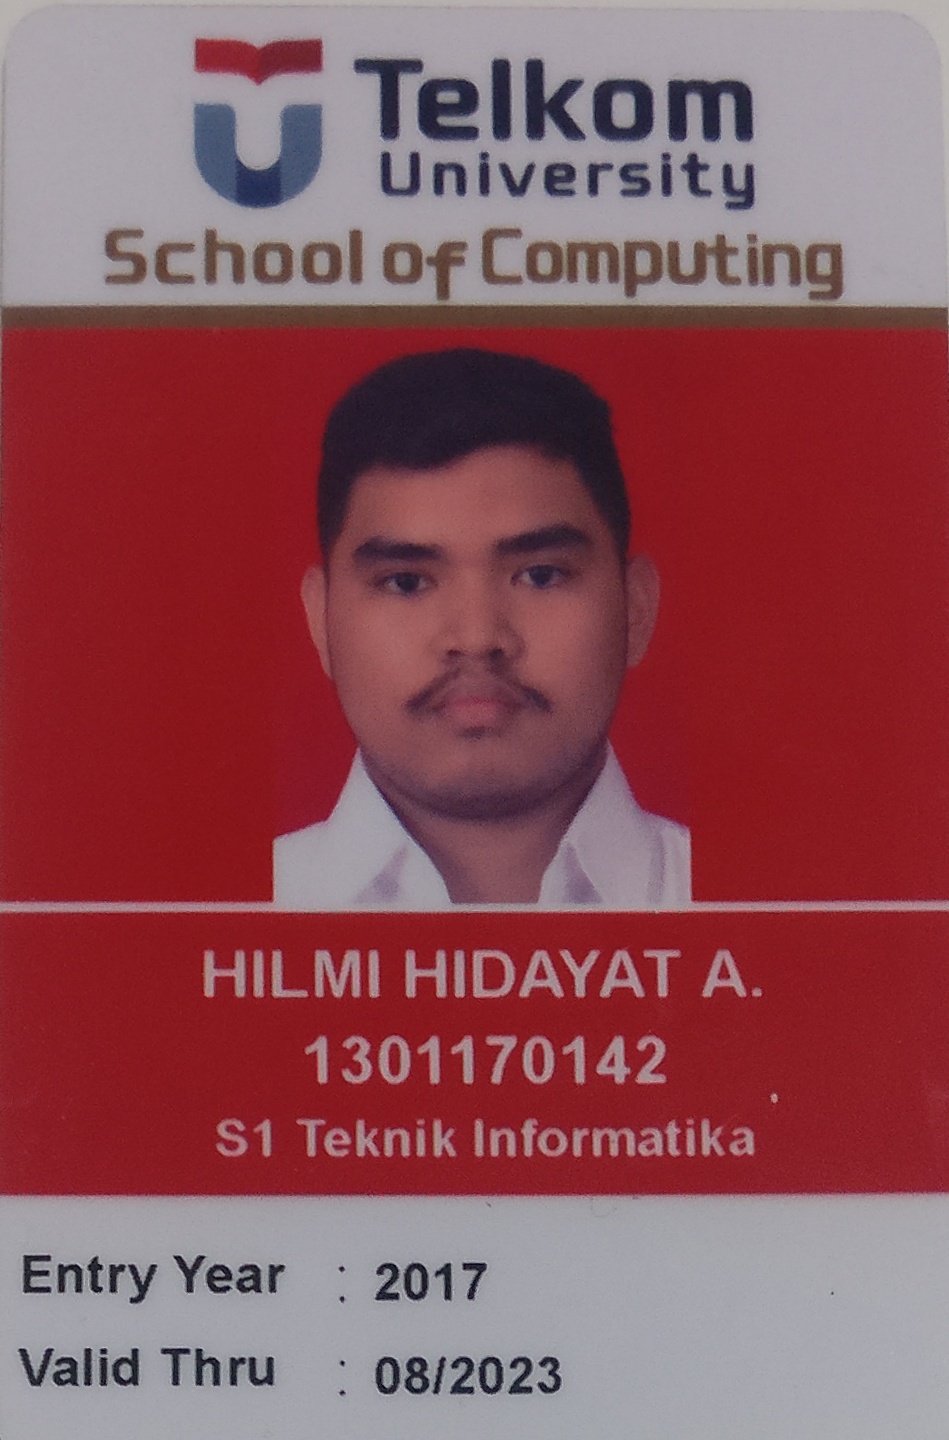 Telkom
University
School of Computing
HILMI HIDAYAT A.
1301170142
S1 Teknik Informatika
Entry Year : 2017
Valid Thru : 08/2023